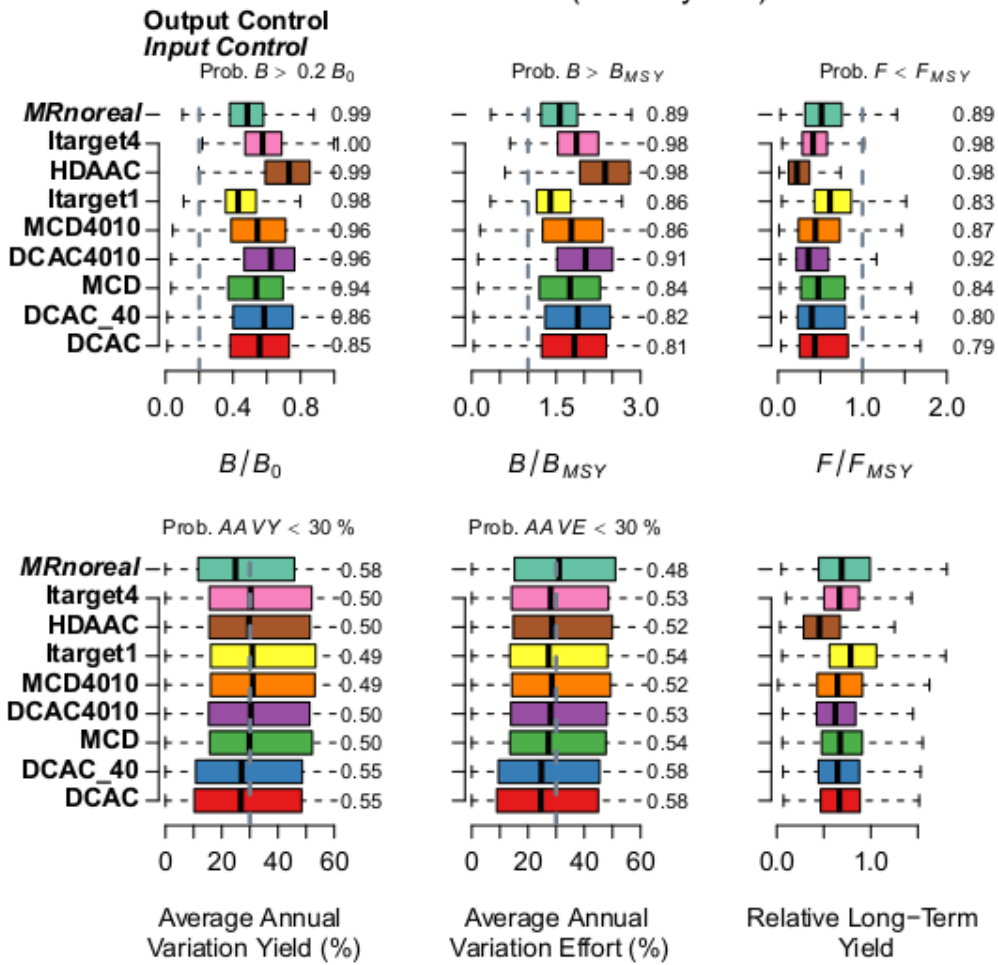 Output Control
Input Control
Prob. B > 0.2 B0 Prob. B > BMSY Prob. F < FMSY
MRnoreal 0.99 0.89 0.89
Itarget4 1.00 0.98 0.98
HDAAC 0.99 0.98 0.98
Itarget1 0.98 0.86 0.83
MCD4010 0.96 0.86 0.87
DCAC4010 0.96 0.91 0.92
MCD 0.94 0.84 0.84
DCAC_40 0.86 0.82 0.80
DCAC 0.85 0.81 0.79
0.0 0.4 0.8 0.0 1.5 3.0 0.0 1.0 2.0
B/B0 B/BMSY F/FMSY
Prob. AAVY < 30 % Prob. AAVE < 30 %
MRnoreal 0.58 0.48
Itarget4 0.50 0.53
HDAAC 0.50 0.52
Itarget1 0.49 0.54
MCD4010 0.49 0.52
DCAC4010 0.50 0.53
MCD 0.50 0.54
DCAC_40 0.55 0.58
DCAC 0.55 0.58
0 20 40 60 0 20 40 60 0.0 1.0
Average Annual Average Annual Relative Long−Term
Variation Yield (%) Variation Effort (%) Yield